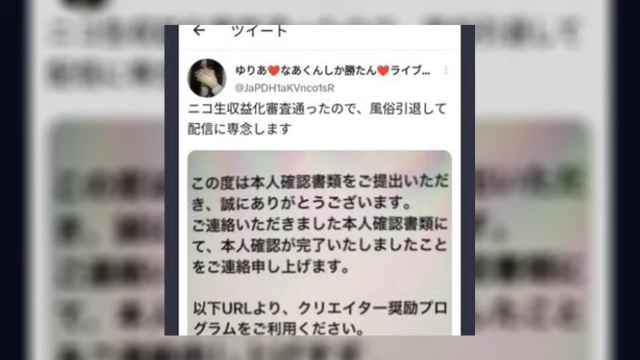 ツイート
ゆりあ❤️なあくんしか勝たん❤️ライブ...
@JaPDH1aKVnco1sR
ニコ生収益化審査通ったので、風俗引退して
配信に専念します
この度は本人確認書類をご提出いただ
き、誠にありがとうございます。
ご連絡いただきました本人確認書類に
て、本人確認が完了いたしましたこと
をご連絡申し上げます。
以下URLより、クリエイター奨励プロ
グラムをご利用ください。